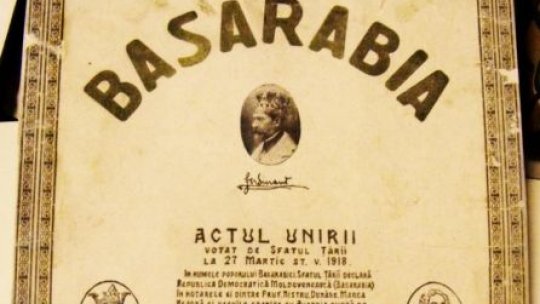 BASARABIA
Ferdinand
ACTUL UNIRII
VOTAT DE SFATUL ȚĂRII
LA 27 MARTIE ST. V. 1918.
IN NUMELE POPORULUI BASARABIEI, SFATUL ȚĂRII DECLARĂ
REPUBLICA DEMOCRATICĂ MOLDOVENEASCĂ (BASARABIA)
IN HOTARELE EI DINTRE PRUT, NISTRU, DUNĂRE, MAREA